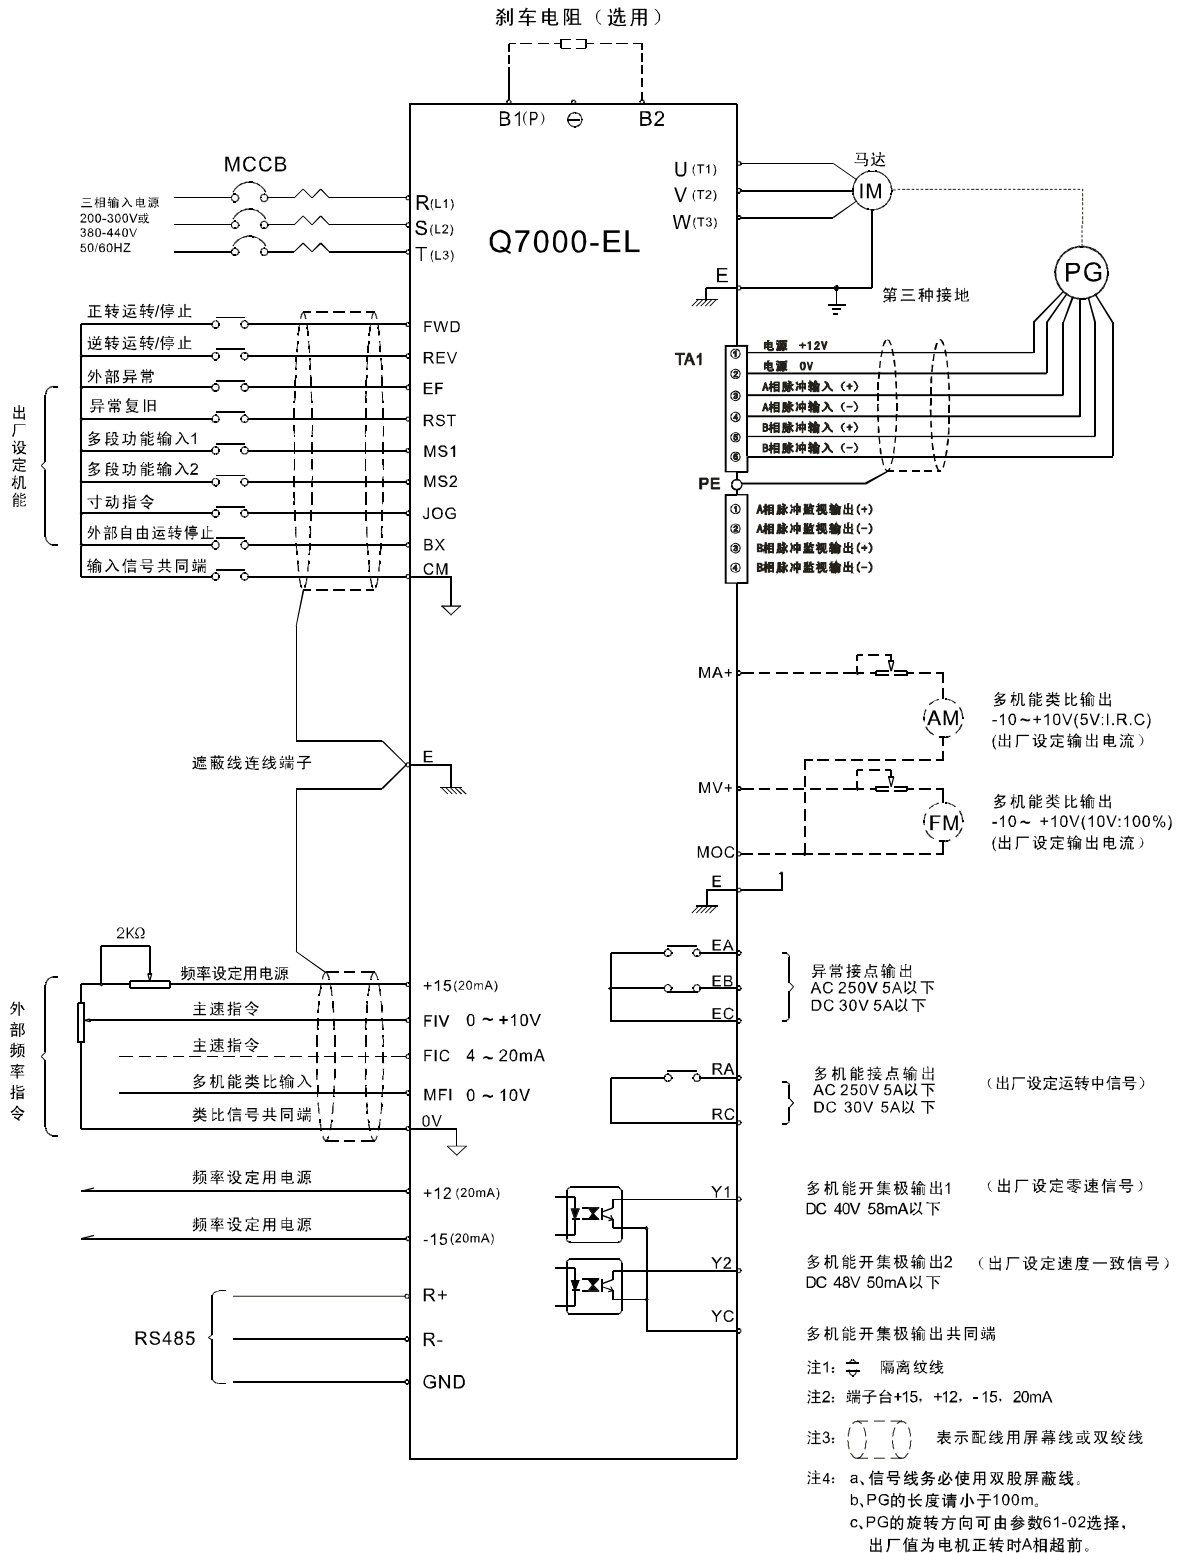 刹车电阻（选用）
B1(P)
B2
MCCB
三相输入电源
200-300V或
380-440V
50/60HZ
R(L1)
S(L2)
T(L3)
Q7000-EL
U(T1)
V(T2)
W(T3)
马达
IM
PG
E
第三种接地
出厂设定机能
正转运转/停止
FWD
逆转运转/停止
REV
外部异常
EF
异常复旧
RST
多段功能输入1
MS1
多段功能输入2
MS2
寸动指令
JOG
外部自由运转停止
BX
输入信号共同端
CM
TA1
① 电源 +12V
② 电源 0V
③ A相脉冲输入（+）
④ A相脉冲输入（-）
⑤ B相脉冲输入（+）
⑥ B相脉冲输入（-）
PE
① A相脉冲监视输出(+)
② A相脉冲监视输出(-)
③ B相脉冲监视输出(+)
④ B相脉冲监视输出(-)
遮蔽线连线端子
E
MA+
AM
多机能类比输出
-10～+10V(5V:I.R.C)
(出厂设定输出电流）
MV+
FM
多机能类比输出
-10～ +10V(10V:100%)
(出厂设定输出电流）
MOC
E
外部频率指令
2KΩ
频率设定用电源
+15(20mA)
主速指令
FIV 0～+10V
主速指令
FIC 4～20mA
多机能类比输入
MFI 0～10V
类比信号共同端
0V
频率设定用电源
+12(20mA)
频率设定用电源
-15(20mA)
RS485
R+
R-
GND
EA
EB
EC
异常接点输出
AC 250V 5A以下
DC 30V 5A以下
RA
RC
多机能接点输出
AC 250V 5A以下
DC 30V 5A以下
（出厂设定运转中信号）
Y1
多机能开集极输出1
DC 40V 58mA以下
（出厂设定零速信号）
Y2
多机能开集极输出2
DC 48V 50mA以下
（出厂设定速度一致信号）
YC
多机能开集极输出共同端
注1： 隔离纹线
注2：端子台+15，+12，-15，20mA
注3： 表示配线用屏幕线或双绞线
注4：a、信号线务必使用双股屏蔽线。
b、PG的长度请小于100m。
c、PG的旋转方向可由参数61-02选择，
出厂值为电机正转时A相超前。